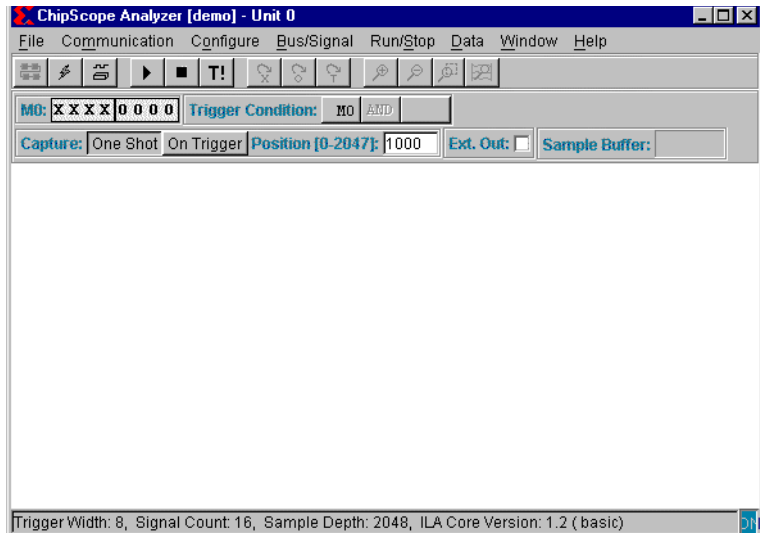 ChipScope Analyzer [demo] - Unit 0
File Communication Configure Bus/Signal Run/Stop Data Window Help
T!
M0: X X X X 0 0 0 0 Trigger Condition: M0 AND
Capture: One Shot On Trigger Position [0-2047]: 1000 Ext. Out: Sample Buffer:
Trigger Width: 8, Signal Count: 16, Sample Depth: 2048, ILA Core Version: 1.2 ( basic) ON